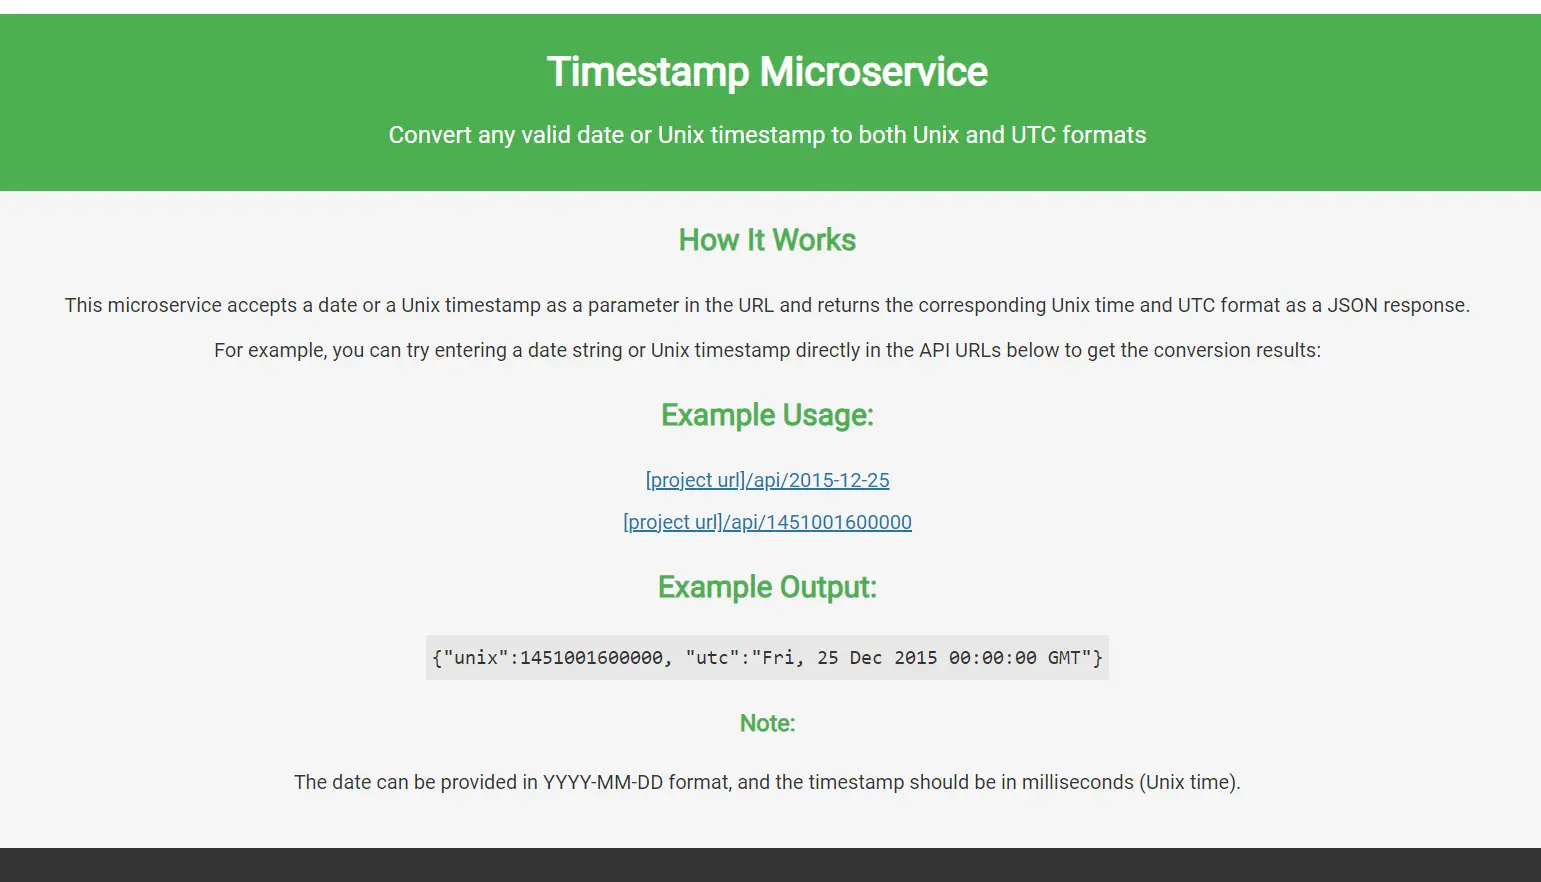 Timestamp Microservice
Convert any valid date or Unix timestamp to both Unix and UTC formats
How It Works
This microservice accepts a date or a Unix timestamp as a parameter in the URL and returns the corresponding Unix time and UTC format as a JSON response.
For example, you can try entering a date string or Unix timestamp directly in the API URLs below to get the conversion results:
Example Usage:
[project url]/api/2015-12-25
[project url]/api/1451001600000
Example Output:
{"unix":1451001600000, "utc":"Fri, 25 Dec 2015 00:00:00 GMT"}
Note:
The date can be provided in YYYY-MM-DD format, and the timestamp should be in milliseconds (Unix time).